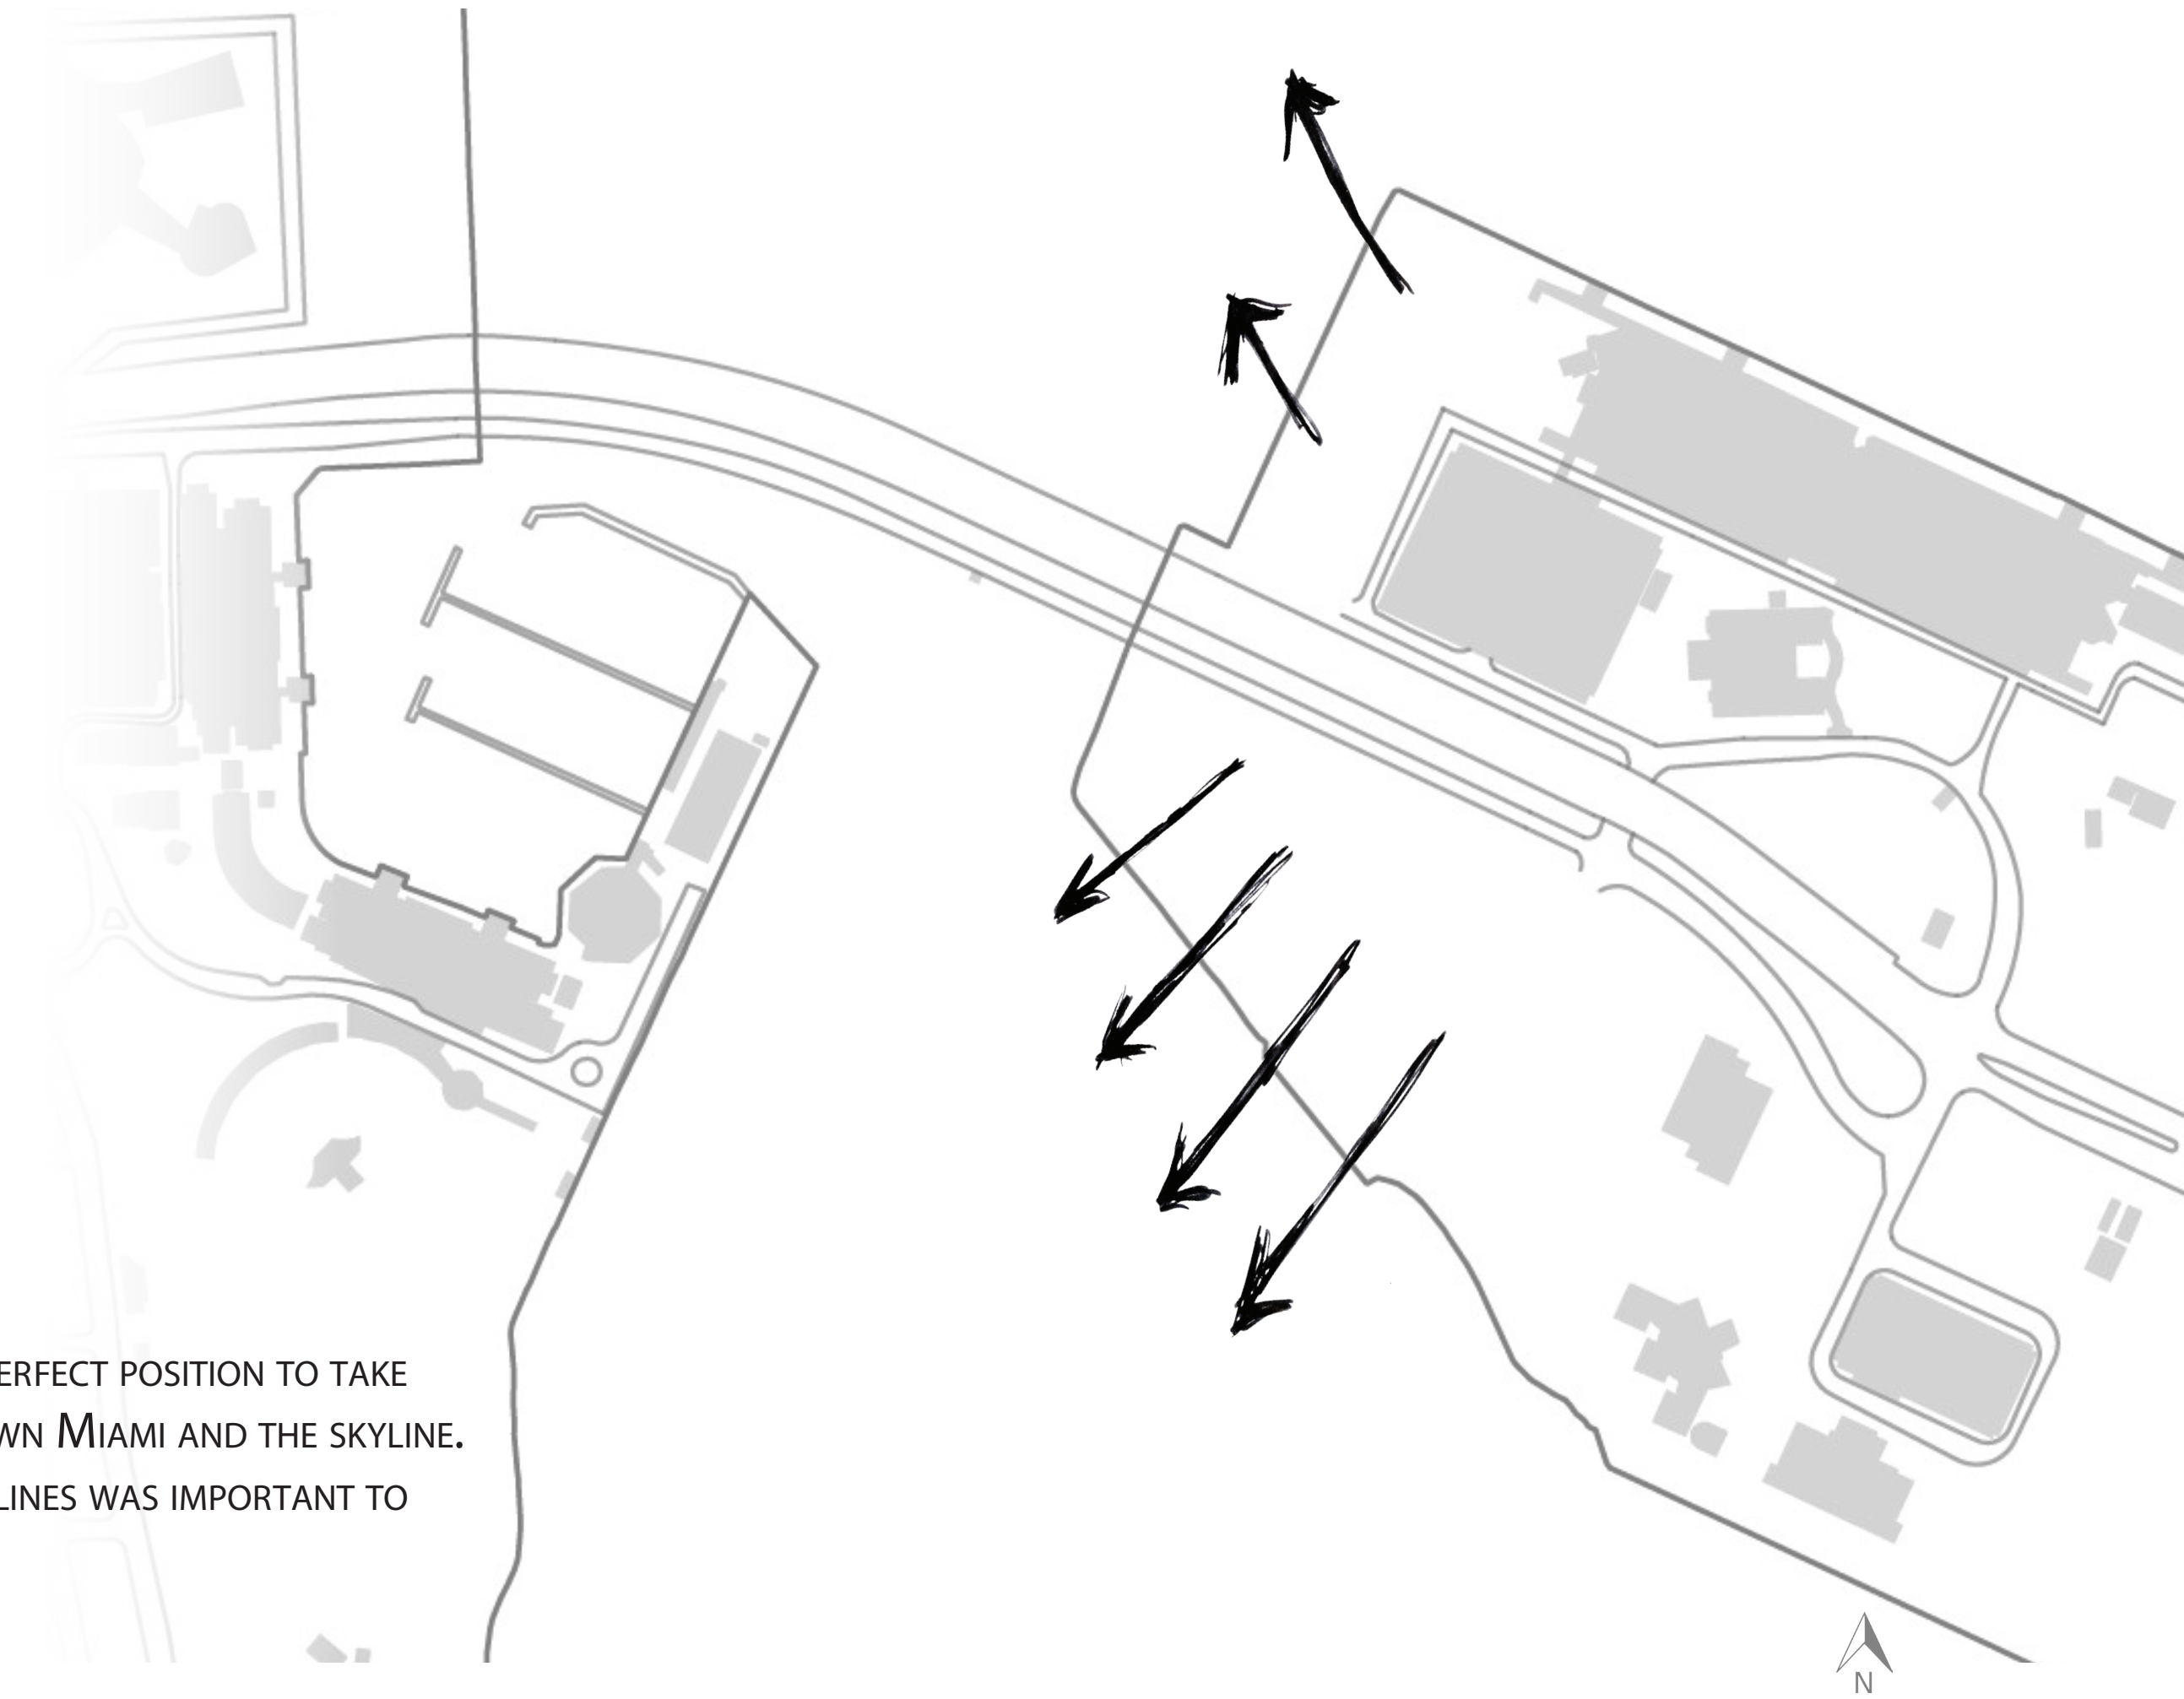 ERFECT POSITION TO TAKE
WN MIAMI AND THE SKYLINE.
LINES WAS IMPORTANT TO
N